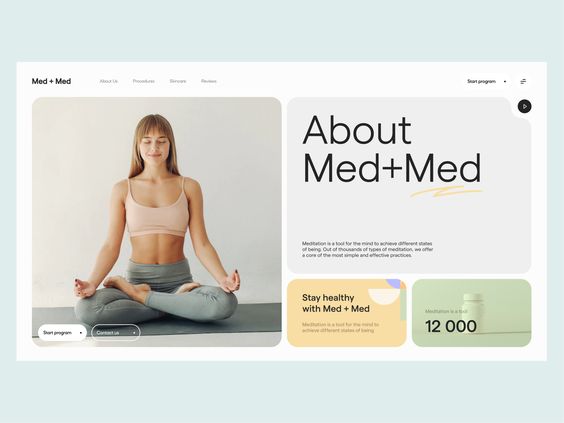 Med + Med
About Us
Procedures
Skincare
Reviews
Start program
About
Med+Med
Meditation is a tool for the mind to achieve different states
of being. Out of thousands of types of meditation, we offer
a core of the most simple and effective practices.
Start program
Contact us
Stay healthy
with Med + Med
Meditation is a tool for the mind to
achieve different states of being
Meditation is a tool
12 000